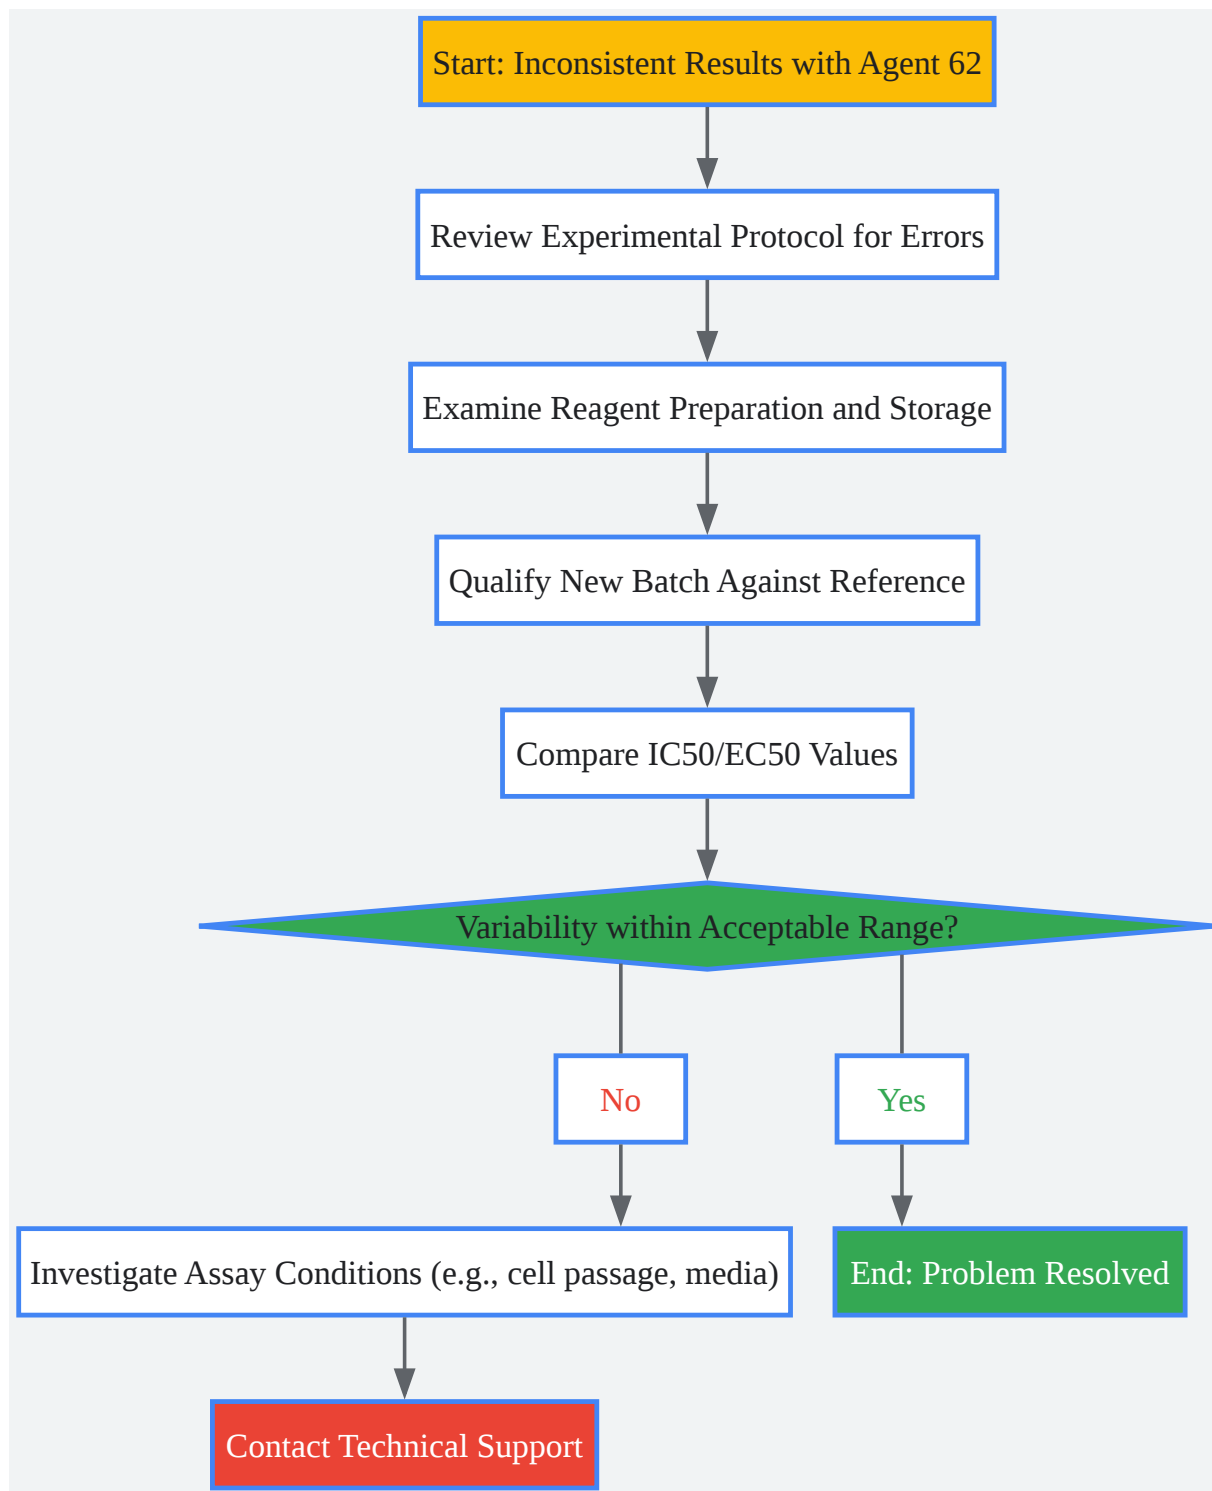 Start: Inconsistent Results with Agent 62
Review Experimental Protocol for Errors
Examine Reagent Preparation and Storage
Qualify New Batch Against Reference
Compare IC50/EC50 Values
Variability within Acceptable Range?
No
Yes
Investigate Assay Conditions (e.g., cell passage, media)
End: Problem Resolved
Contact Technical Support